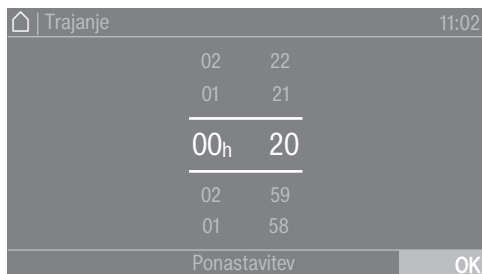 | Trajanje 11:02
02 22
01 21
00h 20
02 59
01 58
Ponastavitev OK